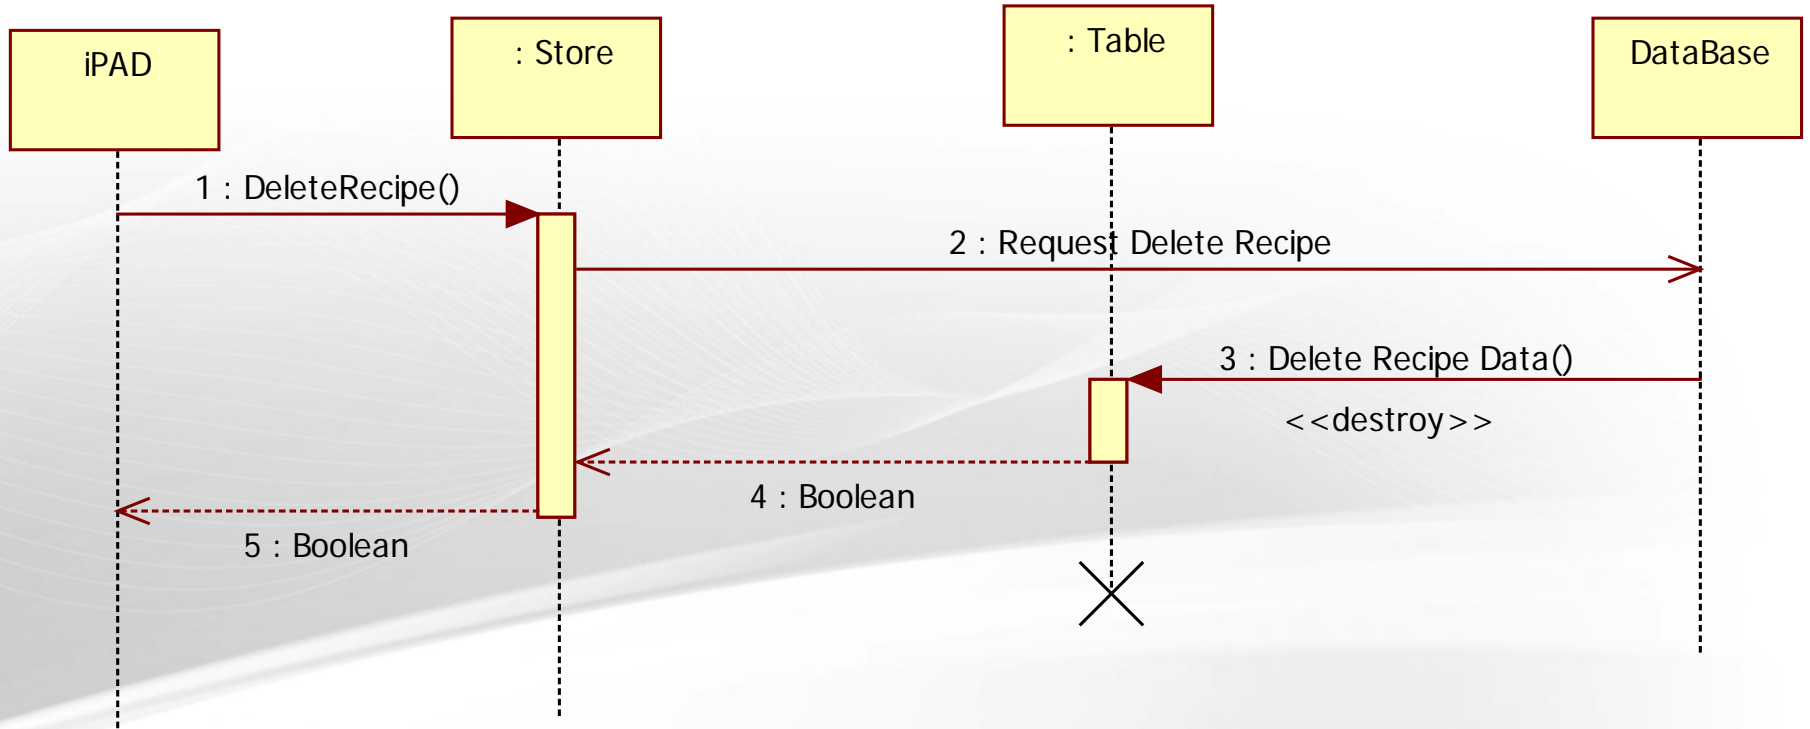 iPAD
: Store
: Table
DataBase
1 : DeleteRecipe()
2 : Request Delete Recipe
3 : Delete Recipe Data()
<<destroy>>
4 : Boolean
5 : Boolean